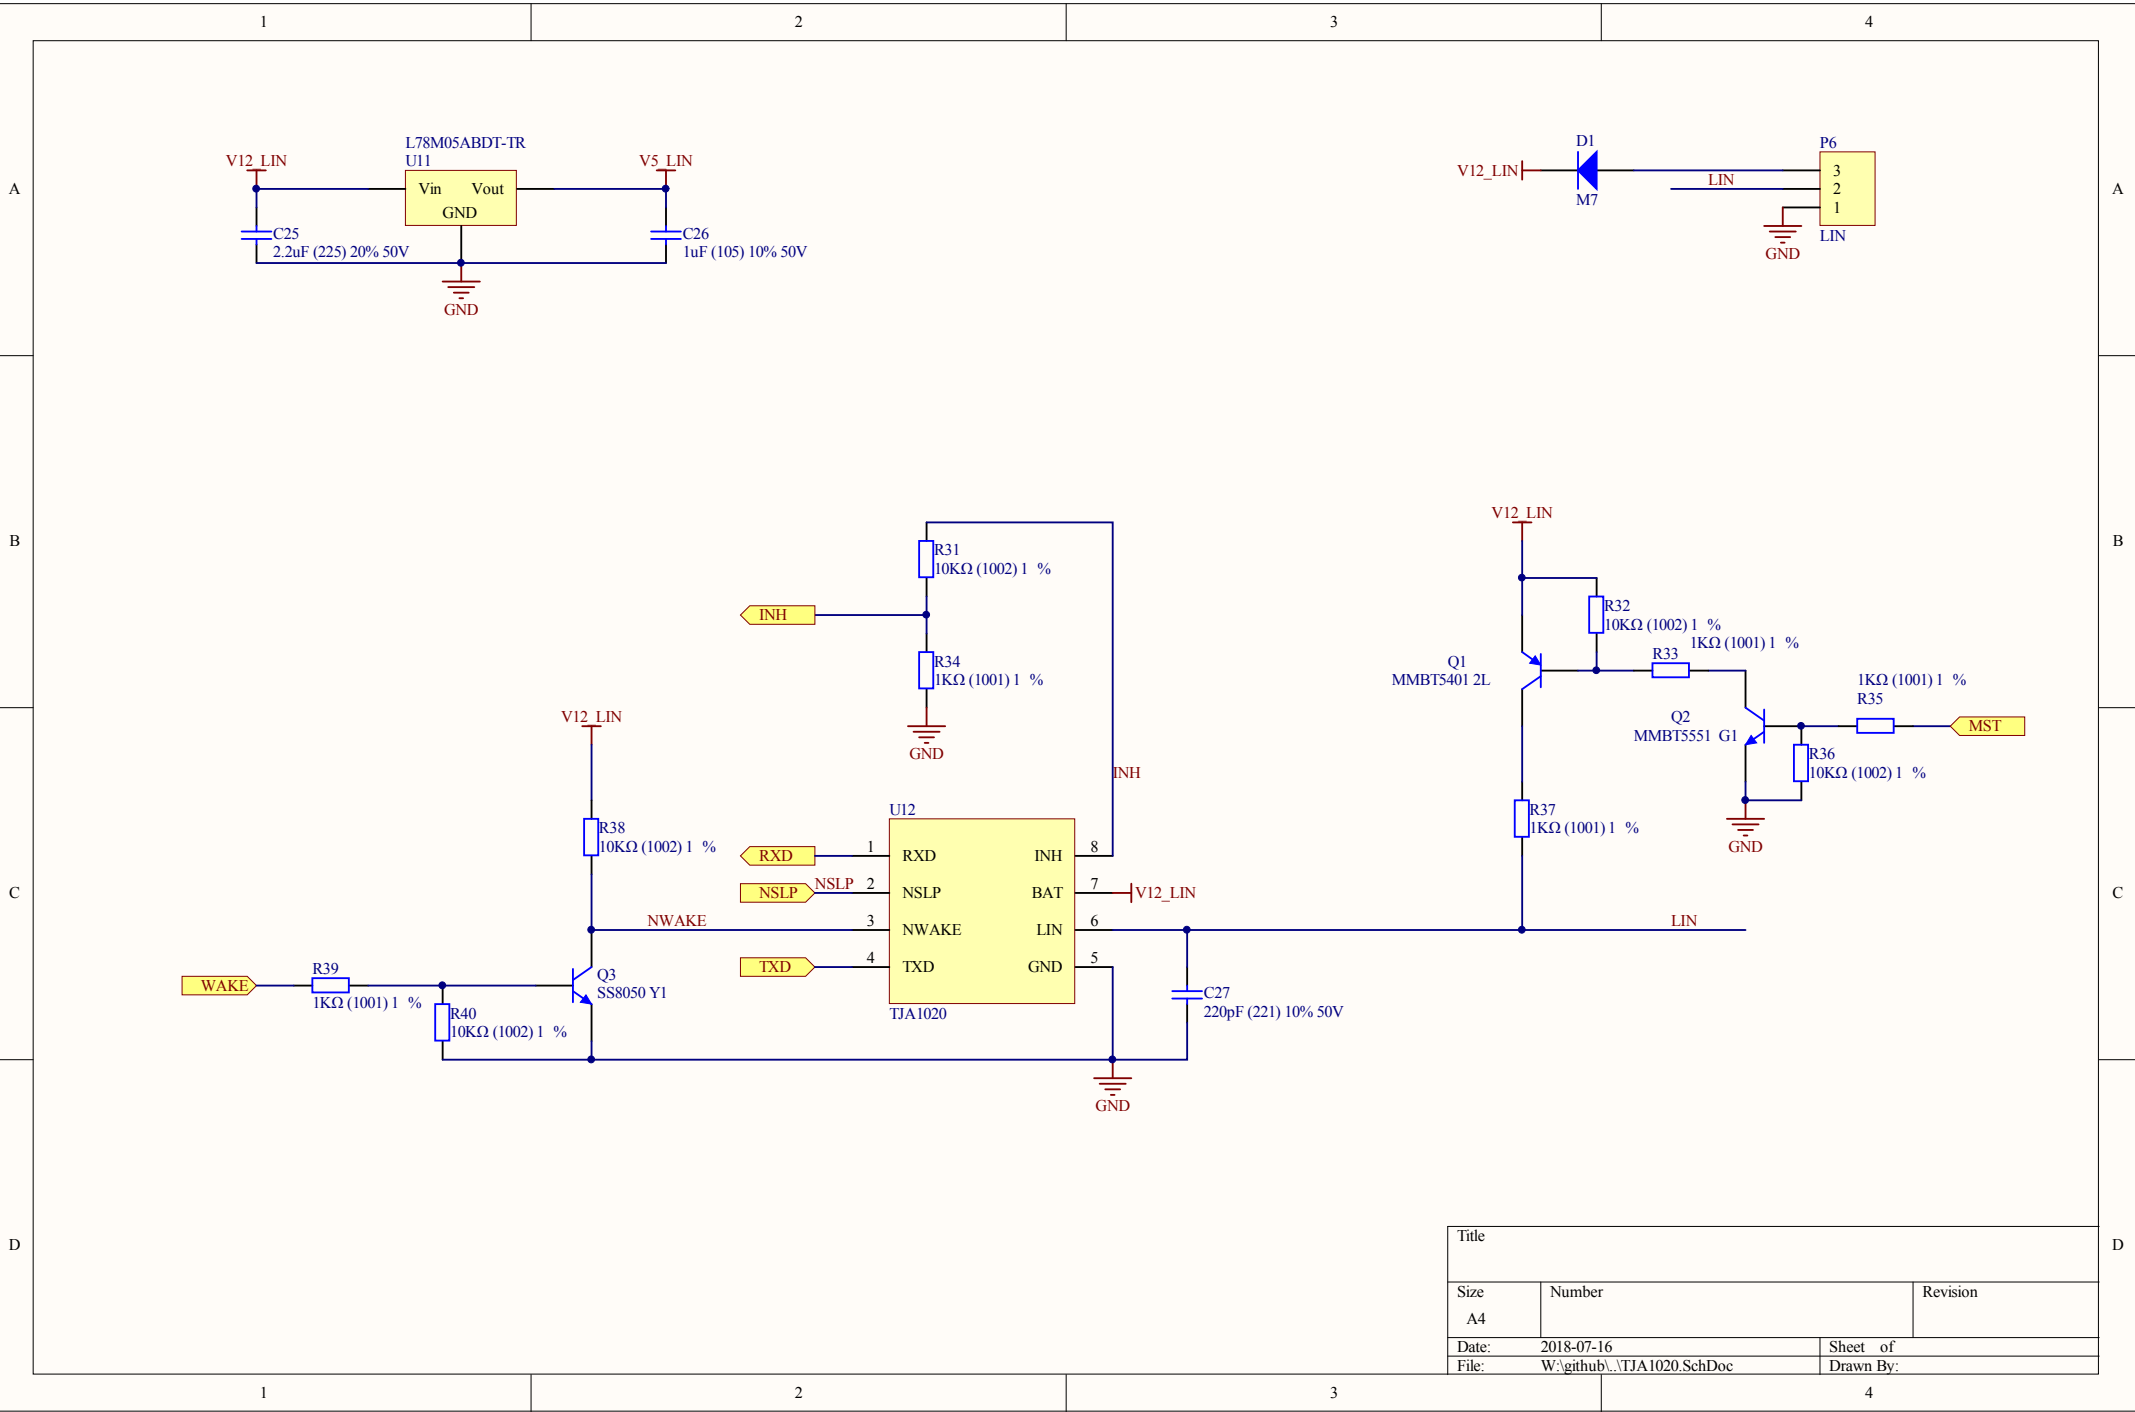 1 2 3 4
A A
B B
C C
D D
1 2 3 4
L78M05ABDT-TR
U11
V12_LIN
V5_LIN
Vin Vout
GND
C25
2.2uF (225) 20% 50V
C26
1uF (105) 10% 50V
GND
D1
V12_LIN
M7
P6
LIN
3
2
1
LIN
GND
R31
10KΩ (1002) 1 %
INH
R34
1KΩ (1001) 1 %
GND
INH
V12_LIN
R32
10KΩ (1002) 1 %
1KΩ (1001) 1 %
R33
Q1
MMBT5401 2L
1KΩ (1001) 1 %
R35
Q2
MMBT5551 G1
MST
R36
10KΩ (1002) 1 %
GND
R37
1KΩ (1001) 1 %
V12_LIN
R38
10KΩ (1002) 1 %
U12
RXD 1 RXD INH 8
NSLP NSLP 2 NSLP BAT 7 V12_LIN
NWAKE 3 NWAKE LIN 6 LIN
TXD 4 TXD GND 5
TJA1020
WAKE
R39
1KΩ (1001) 1 %
R40
10KΩ (1002) 1 %
Q3
SS8050 Y1
C27
220pF (221) 10% 50V
GND
Title
Size Number Revision
A4
Date: 2018-07-16 Sheet of
File: W:\github\..\TJA1020.SchDoc Drawn By: